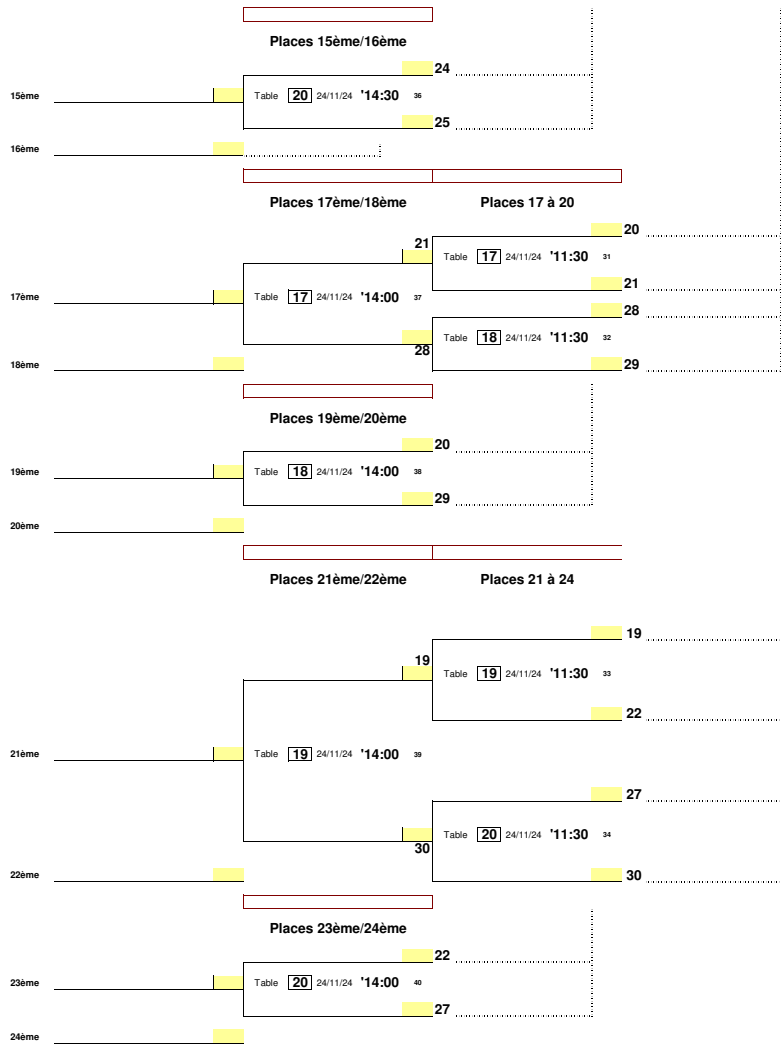 Places 15ème/16ème
24
15ème Table 20 24/11/24 '14:30 36
25
16ème
Places 17ème/18ème Places 17 à 20
20
21
Table 17 24/11/24 '11:30 31
21
17ème Table 17 24/11/24 '14:00 37
28
Table 18 24/11/24 '11:30 32
28
18ème 29
Places 19ème/20ème
20
19ème Table 18 24/11/24 '14:00 38
29
20ème
Places 21ème/22ème Places 21 à 24
19
19
Table 19 24/11/24 '11:30 33
22
21ème Table 19 24/11/24 '14:00 39
27
Table 20 24/11/24 '11:30 34
30
22ème 30
Places 23ème/24ème
22
23ème Table 20 24/11/24 '14:00 40
27
24ème